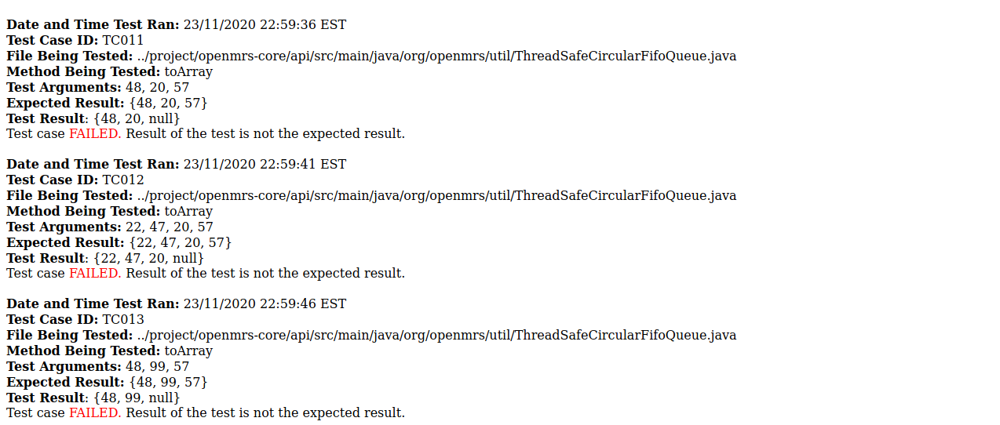 Date and Time Test Ran: 23/11/2020 22:59:36 EST
Test Case ID: TC011
File Being Tested: ../project/openmrs-core/api/src/main/java/org/openmrs/util/ThreadSafeCircularFifoQueue.java
Method Being Tested: toArray
Test Arguments: 48, 20, 57
Expected Result: {48, 20, 57}
Test Result: {48, 20, null}
Test case FAILED. Result of the test is not the expected result.
Date and Time Test Ran: 23/11/2020 22:59:41 EST
Test Case ID: TC012
File Being Tested: ../project/openmrs-core/api/src/main/java/org/openmrs/util/ThreadSafeCircularFifoQueue.java
Method Being Tested: toArray
Test Arguments: 22, 47, 20, 57
Expected Result: {22, 47, 20, 57}
Test Result: {22, 47, 20, null}
Test case FAILED. Result of the test is not the expected result.
Date and Time Test Ran: 23/11/2020 22:59:46 EST
Test Case ID: TC013
File Being Tested: ../project/openmrs-core/api/src/main/java/org/openmrs/util/ThreadSafeCircularFifoQueue.java
Method Being Tested: toArray
Test Arguments: 48, 99, 57
Expected Result: {48, 99, 57}
Test Result: {48, 99, null}
Test case FAILED. Result of the test is not the expected result.